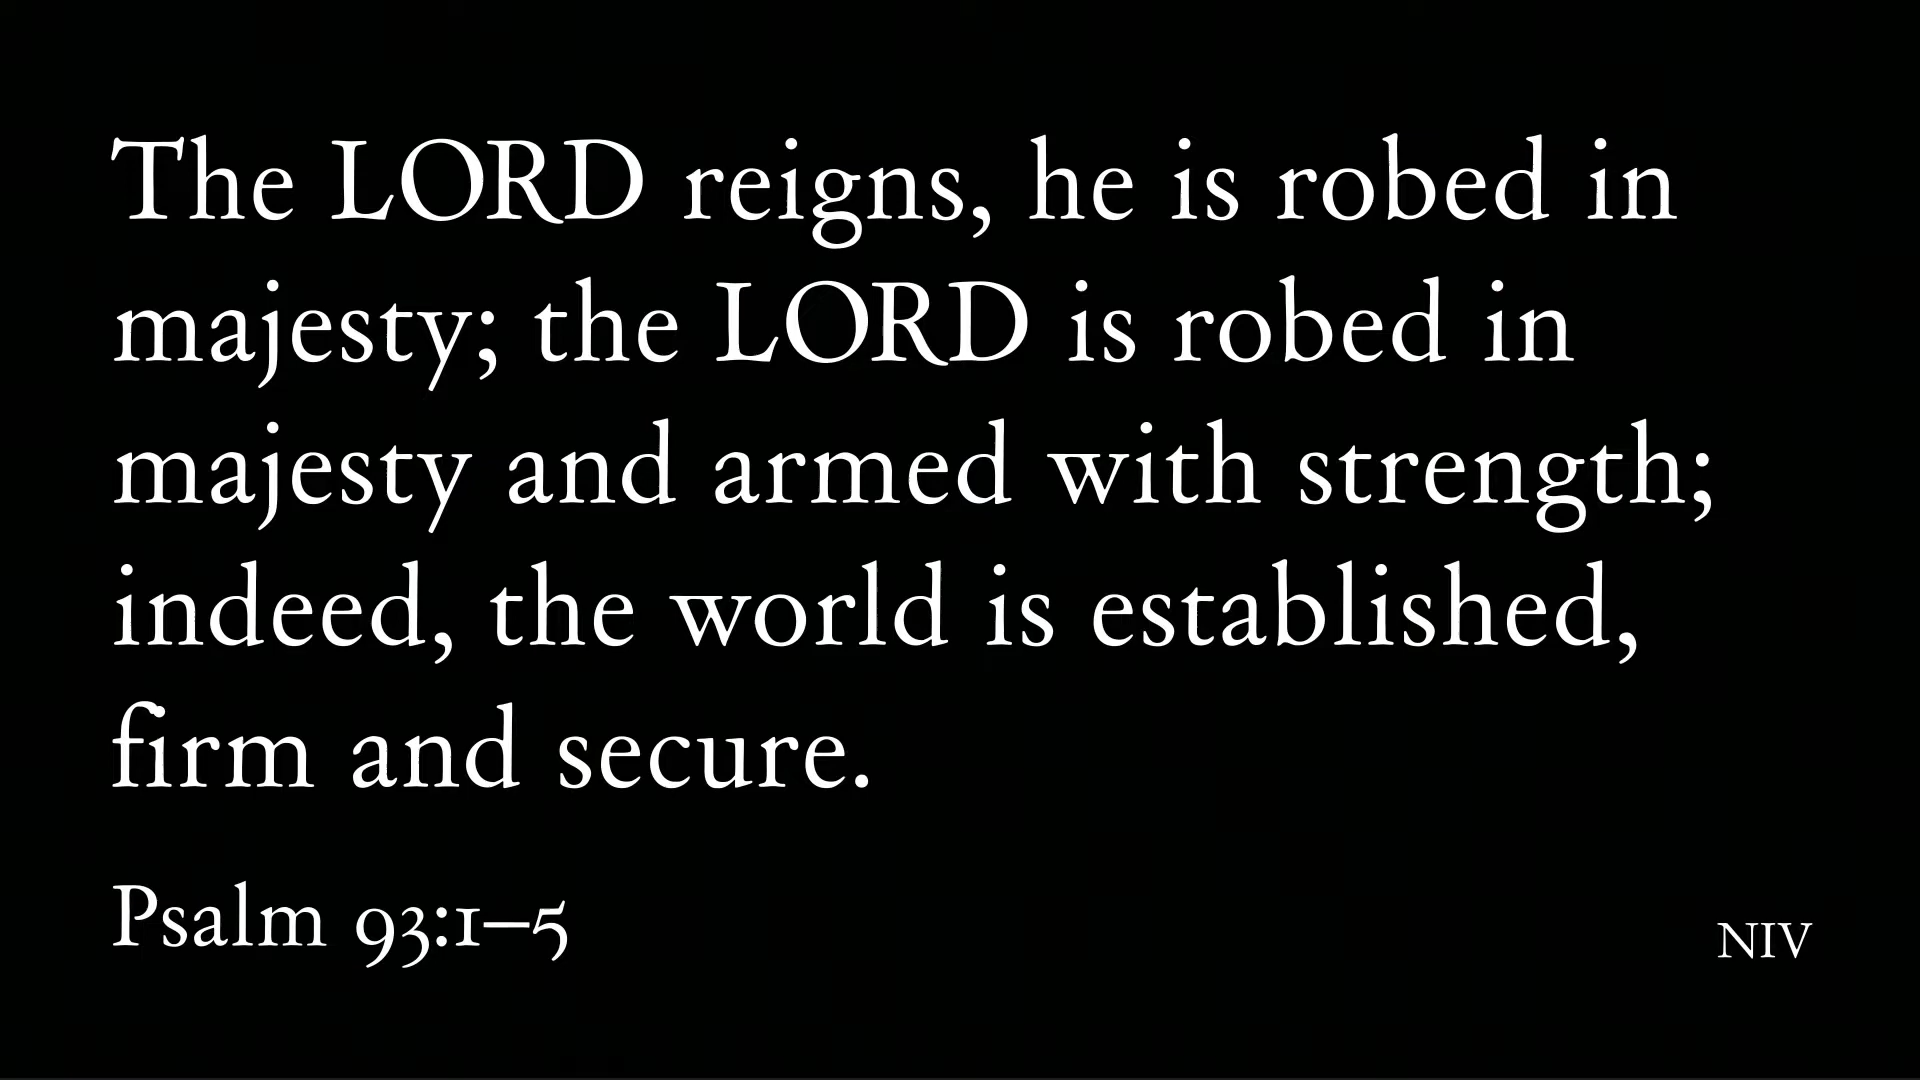 The LORD reigns, he is robed in
majesty; the LORD is robed in
majesty and armed with strength;
indeed, the world is established,
firm and secure.
Psalm 93:1–5
NIV